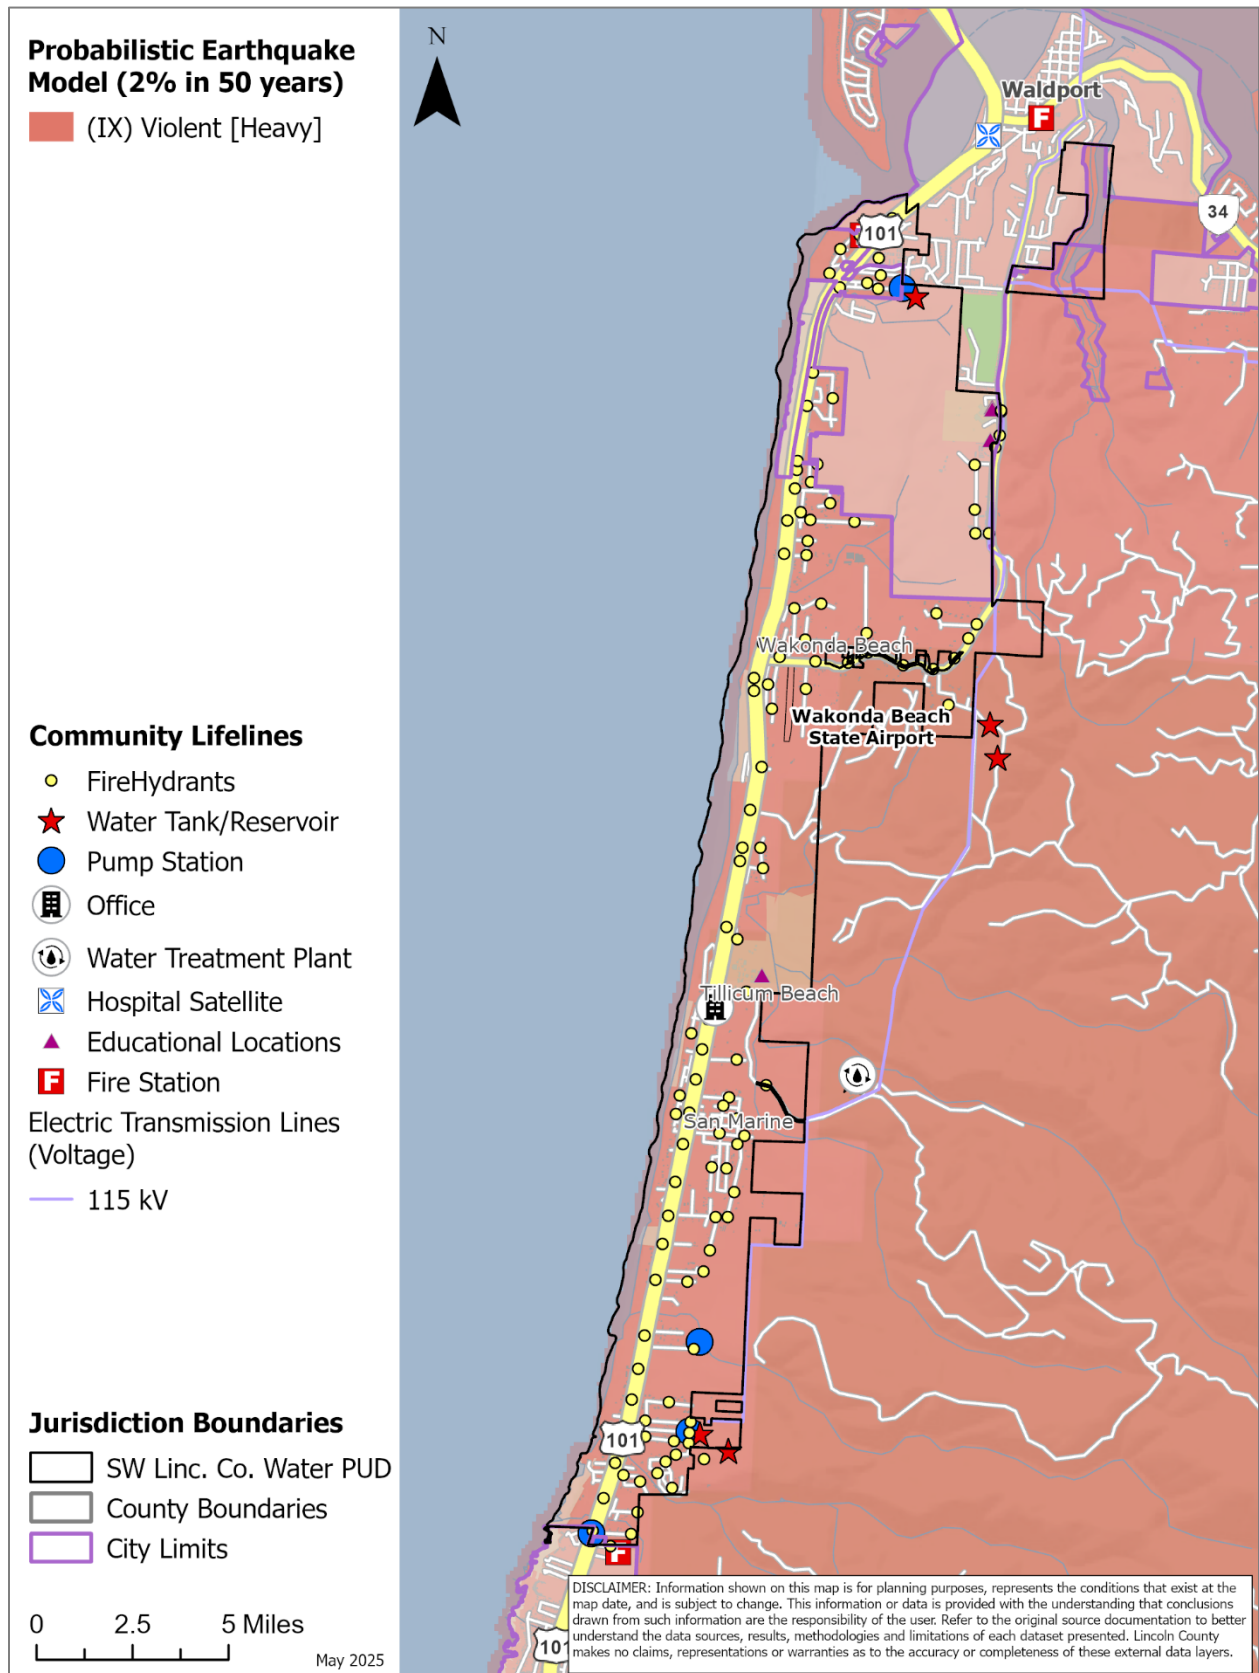 Probabilistic Earthquake
Model (2% in 50 years)
(IX) Violent [Heavy]
N
Waldport
F
34
101
Wakonda Beach
Wakonda Beach
State Airport
Community Lifelines
FireHydrants
Water Tank/Reservoir
Pump Station
Office
Water Treatment Plant
Hospital Satellite
Educational Locations
F Fire Station
Electric Transmission Lines
(Voltage)
115 kV
Tillicum Beach
San Marine
101
F
101
Jurisdiction Boundaries
SW Linc. Co. Water PUD
County Boundaries
City Limits
0 2.5 5 Miles
May 2025
DISCLAIMER: Information shown on this map is for planning purposes, represents the conditions that exist at the
map date, and is subject to change. This information or data is provided with the understanding that conclusions
drawn from such information are the responsibility of the user. Refer to the original source documentation to better
understand the data sources, results, methodologies and limitations of each dataset presented. Lincoln County
makes no claims, representations or warranties as to the accuracy or completeness of these external data layers.